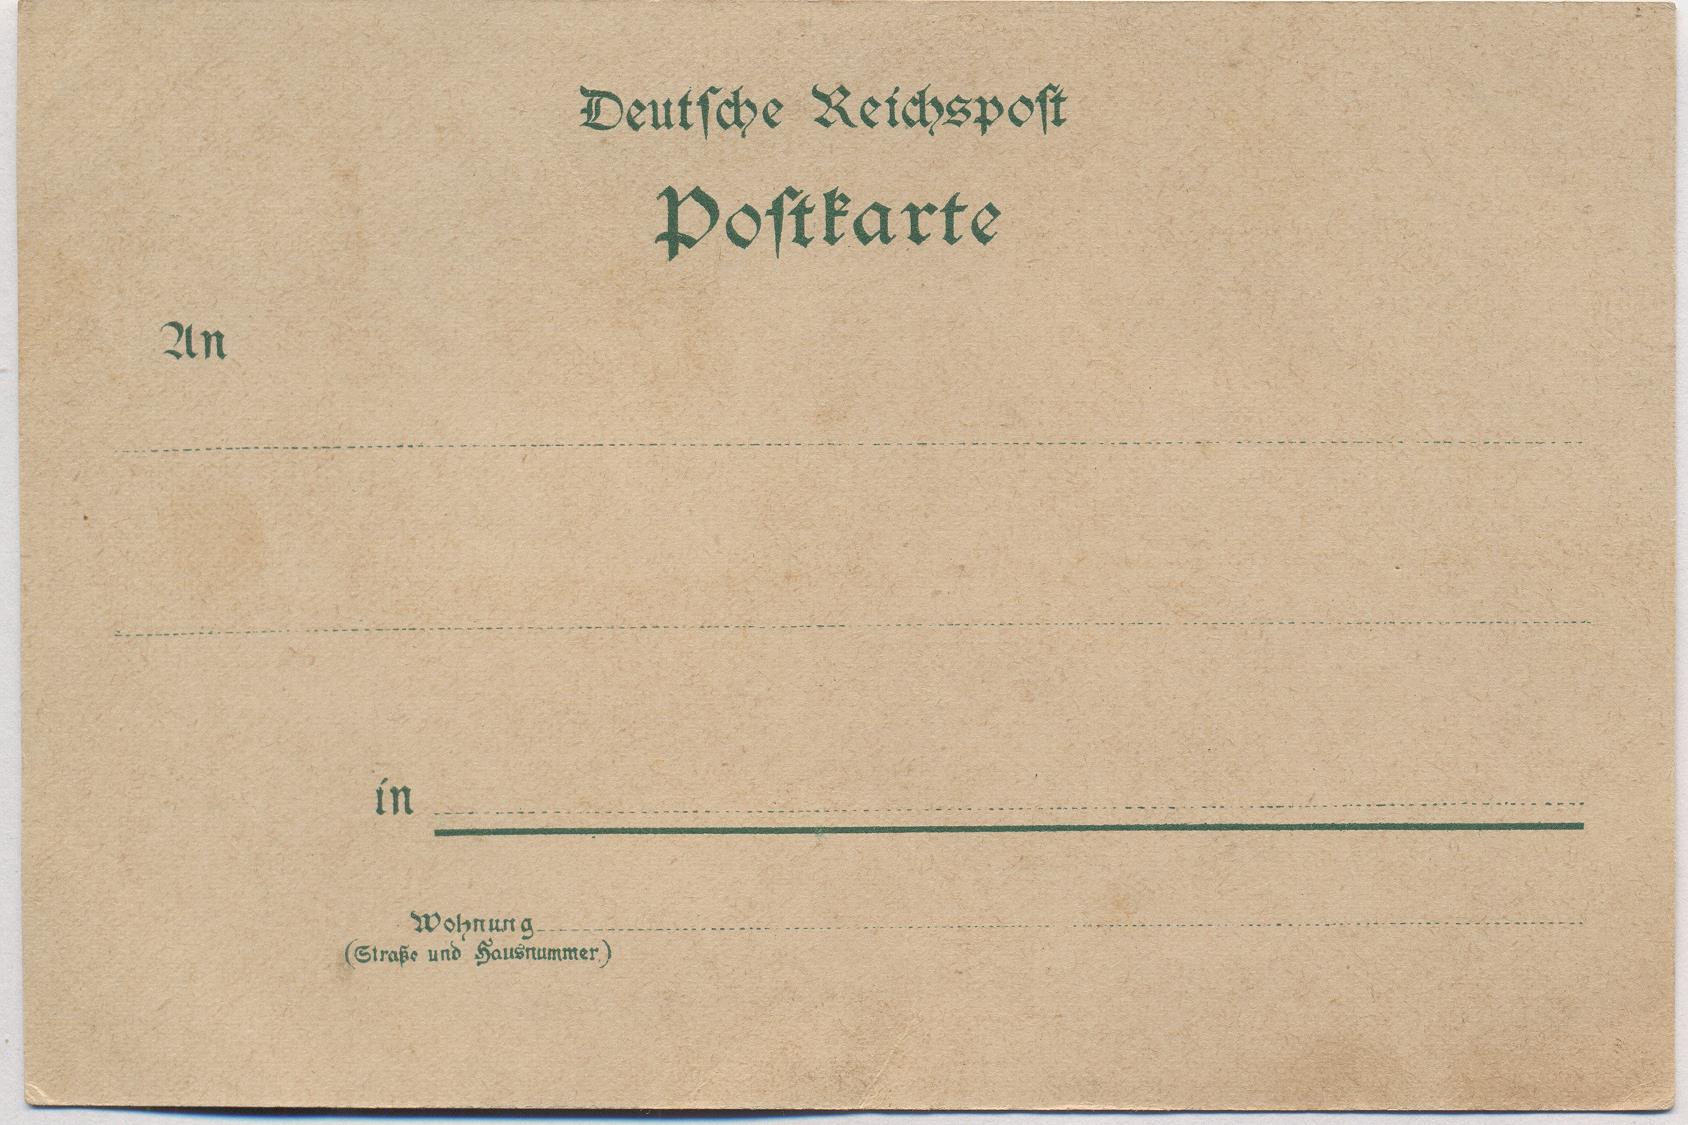 Deutsche Reichspost
Postkarte
An
in
Wohnung
(Straße und Hausnummer)